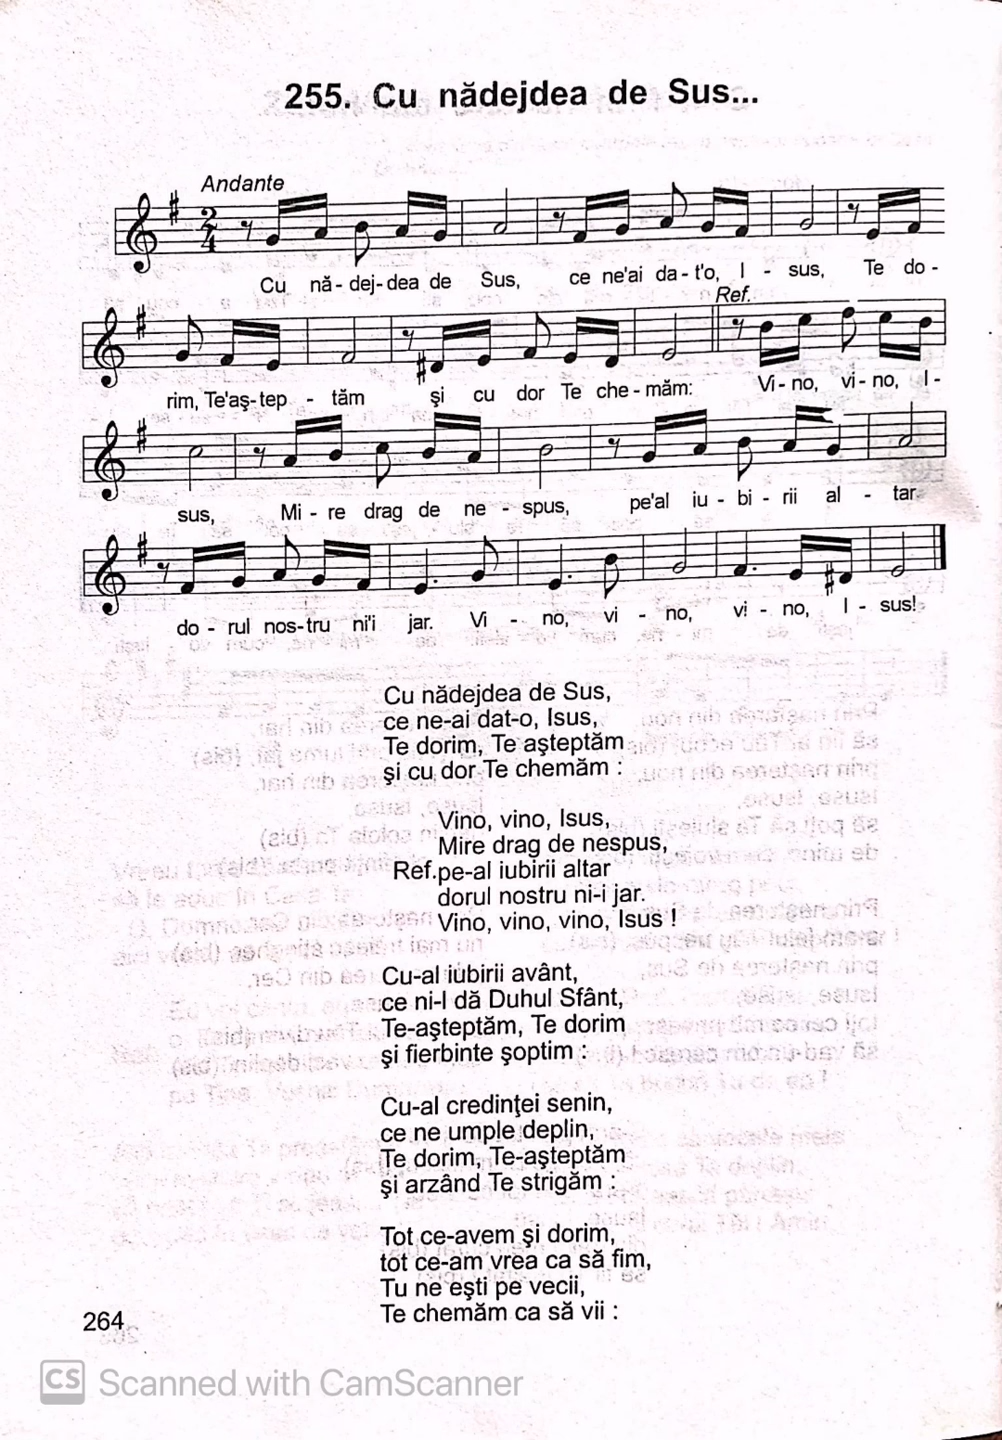 255. Cu nădejdea de Sus...
Andante
Cu nă-dej-dea de Sus, ce ne'ai da-t'o, I - sus, Te do-
Ref.
rim, Te'aş-tep - tăm şi cu dor Te che-măm: Vi-no, vi-no, I-
sus, Mi-re drag de ne-spus, pe'al iu-bi-rii al - tar
do-rul nos-tru ni'i jar. Vi - no, vi - no, vi - no, I - sus!
Cu nădejdea de Sus,
ce ne-ai dat-o, Isus,
Te dorim, Te aşteptăm
şi cu dor Te chemăm :
Vino, vino, Isus,
Mire drag de nespus,
Ref.pe-al iubirii altar
dorul nostru ni-i jar.
Vino, vino, vino, Isus !
Cu-al iubirii avânt,
ce ni-l dă Duhul Sfânt,
Te-aşteptăm, Te dorim
şi fierbinte şoptim :
Cu-al credinţei senin,
ce ne umple deplin,
Te dorim, Te-aşteptăm
şi arzând Te strigăm :
Tot ce-avem şi dorim,
tot ce-am vrea ca să fim,
Tu ne eşti pe vecii,
Te chemăm ca să vii :
264
CS Scanned with CamScanner